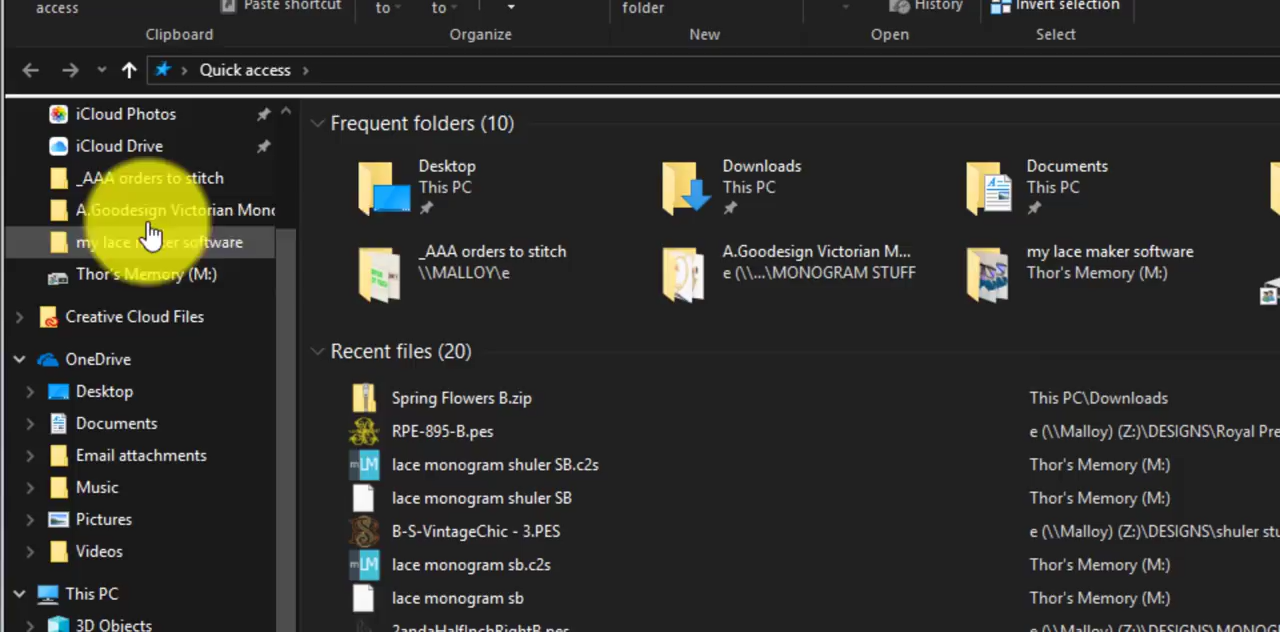 access
Paste shortcut
to
to
folder
History
Invert selection
Clipboard
Organize
New
Open
Select
Quick access
iCloud Photos
iCloud Drive
_AAA orders to stitch
A.Goodesign Victorian Mono
my lace maker software
Thor's Memory (M:)
Creative Cloud Files
OneDrive
Desktop
Documents
Email attachments
Music
Pictures
Videos
This PC
3D Objects
Frequent folders (10)
Desktop
This PC
Downloads
This PC
Documents
This PC
_AAA orders to stitch
\\MALLOY\e
A.Goodesign Victorian M...
e (\\...\MONOGRAM STUFF
my lace maker software
Thor's Memory (M:)
Recent files (20)
Spring Flowers B.zip
This PC\Downloads
RPE-895-B.pes
e (\\Malloy) (Z:)\DESIGNS\Royal Pre
lace monogram shuler SB.c2s
Thor's Memory (M:)
lace monogram shuler SB
Thor's Memory (M:)
B-S-VintageChic - 3.PES
e (\\Malloy) (Z:)\DESIGNS\shuler stu
lace monogram sb.c2s
Thor's Memory (M:)
lace monogram sb
Thor's Memory (M:)
2andaHalfInchRightB.pes
e (\\Malloy) (Z:)\DESIGNS\MONOG